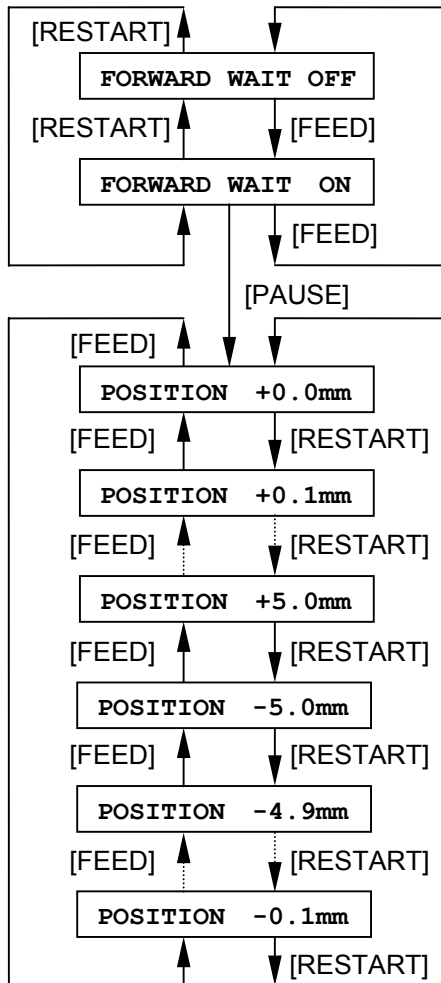 [RESTART]
FORWARD WAIT OFF
[RESTART] [FEED]
FORWARD WAIT ON
[FEED]
[PAUSE]
[FEED]
POSITION +0.0mm
[FEED] [RESTART]
POSITION +0.1mm
[FEED] [RESTART]
POSITION +5.0mm
[FEED] [RESTART]
POSITION -5.0mm
[FEED] [RESTART]
POSITION -4.9mm
[FEED] [RESTART]
POSITION -0.1mm
[RESTART]